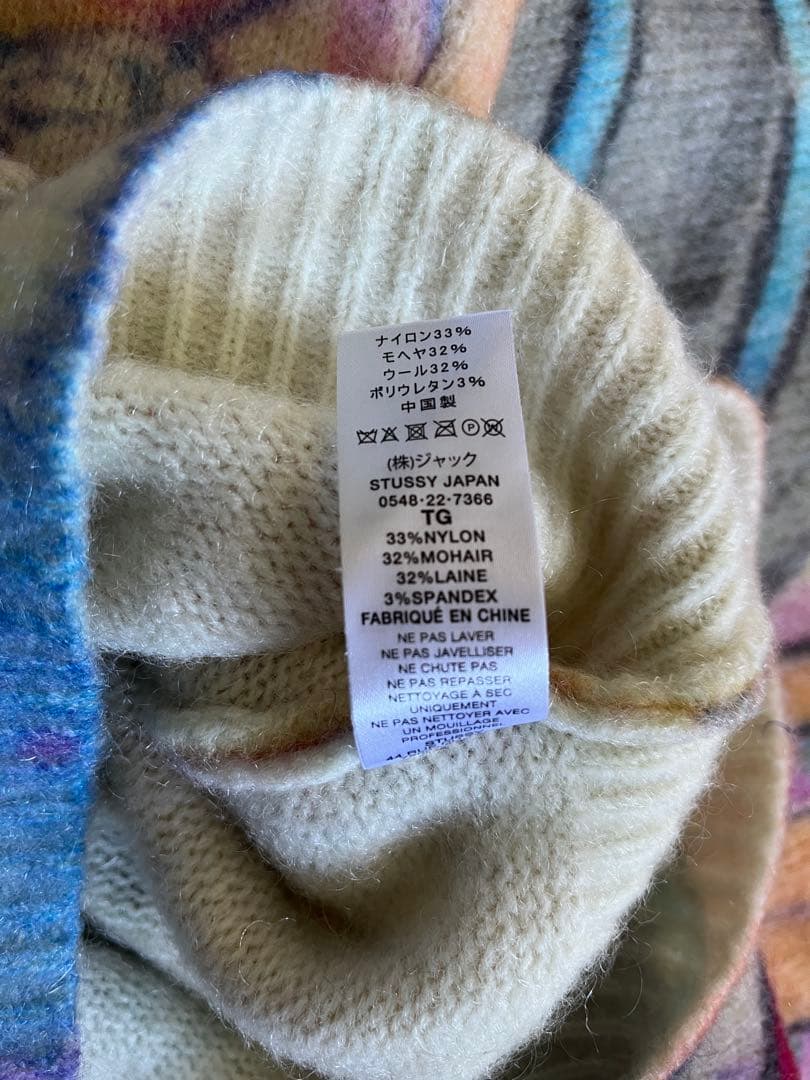 ナイロン33%
モヘヤ32%
ウール32%
ポリウレタン3%
中国製
(株)ジャック
STUSSY JAPAN
0548·22·7366
TG
33%NYLON
32%MOHAIR
32%LAINE
3%SPANDEX
FABRIQUÉ EN CHINE
NE PAS LAVER
NE PAS JAVELLISER
NE CHUTE PAS
NE PAS REPASSER
NETTOYAGE À SEC
UNIQUEMENT
NE PAS NETTOYER AVEC
UN MOUILLAGE
PROFESSIONNEL